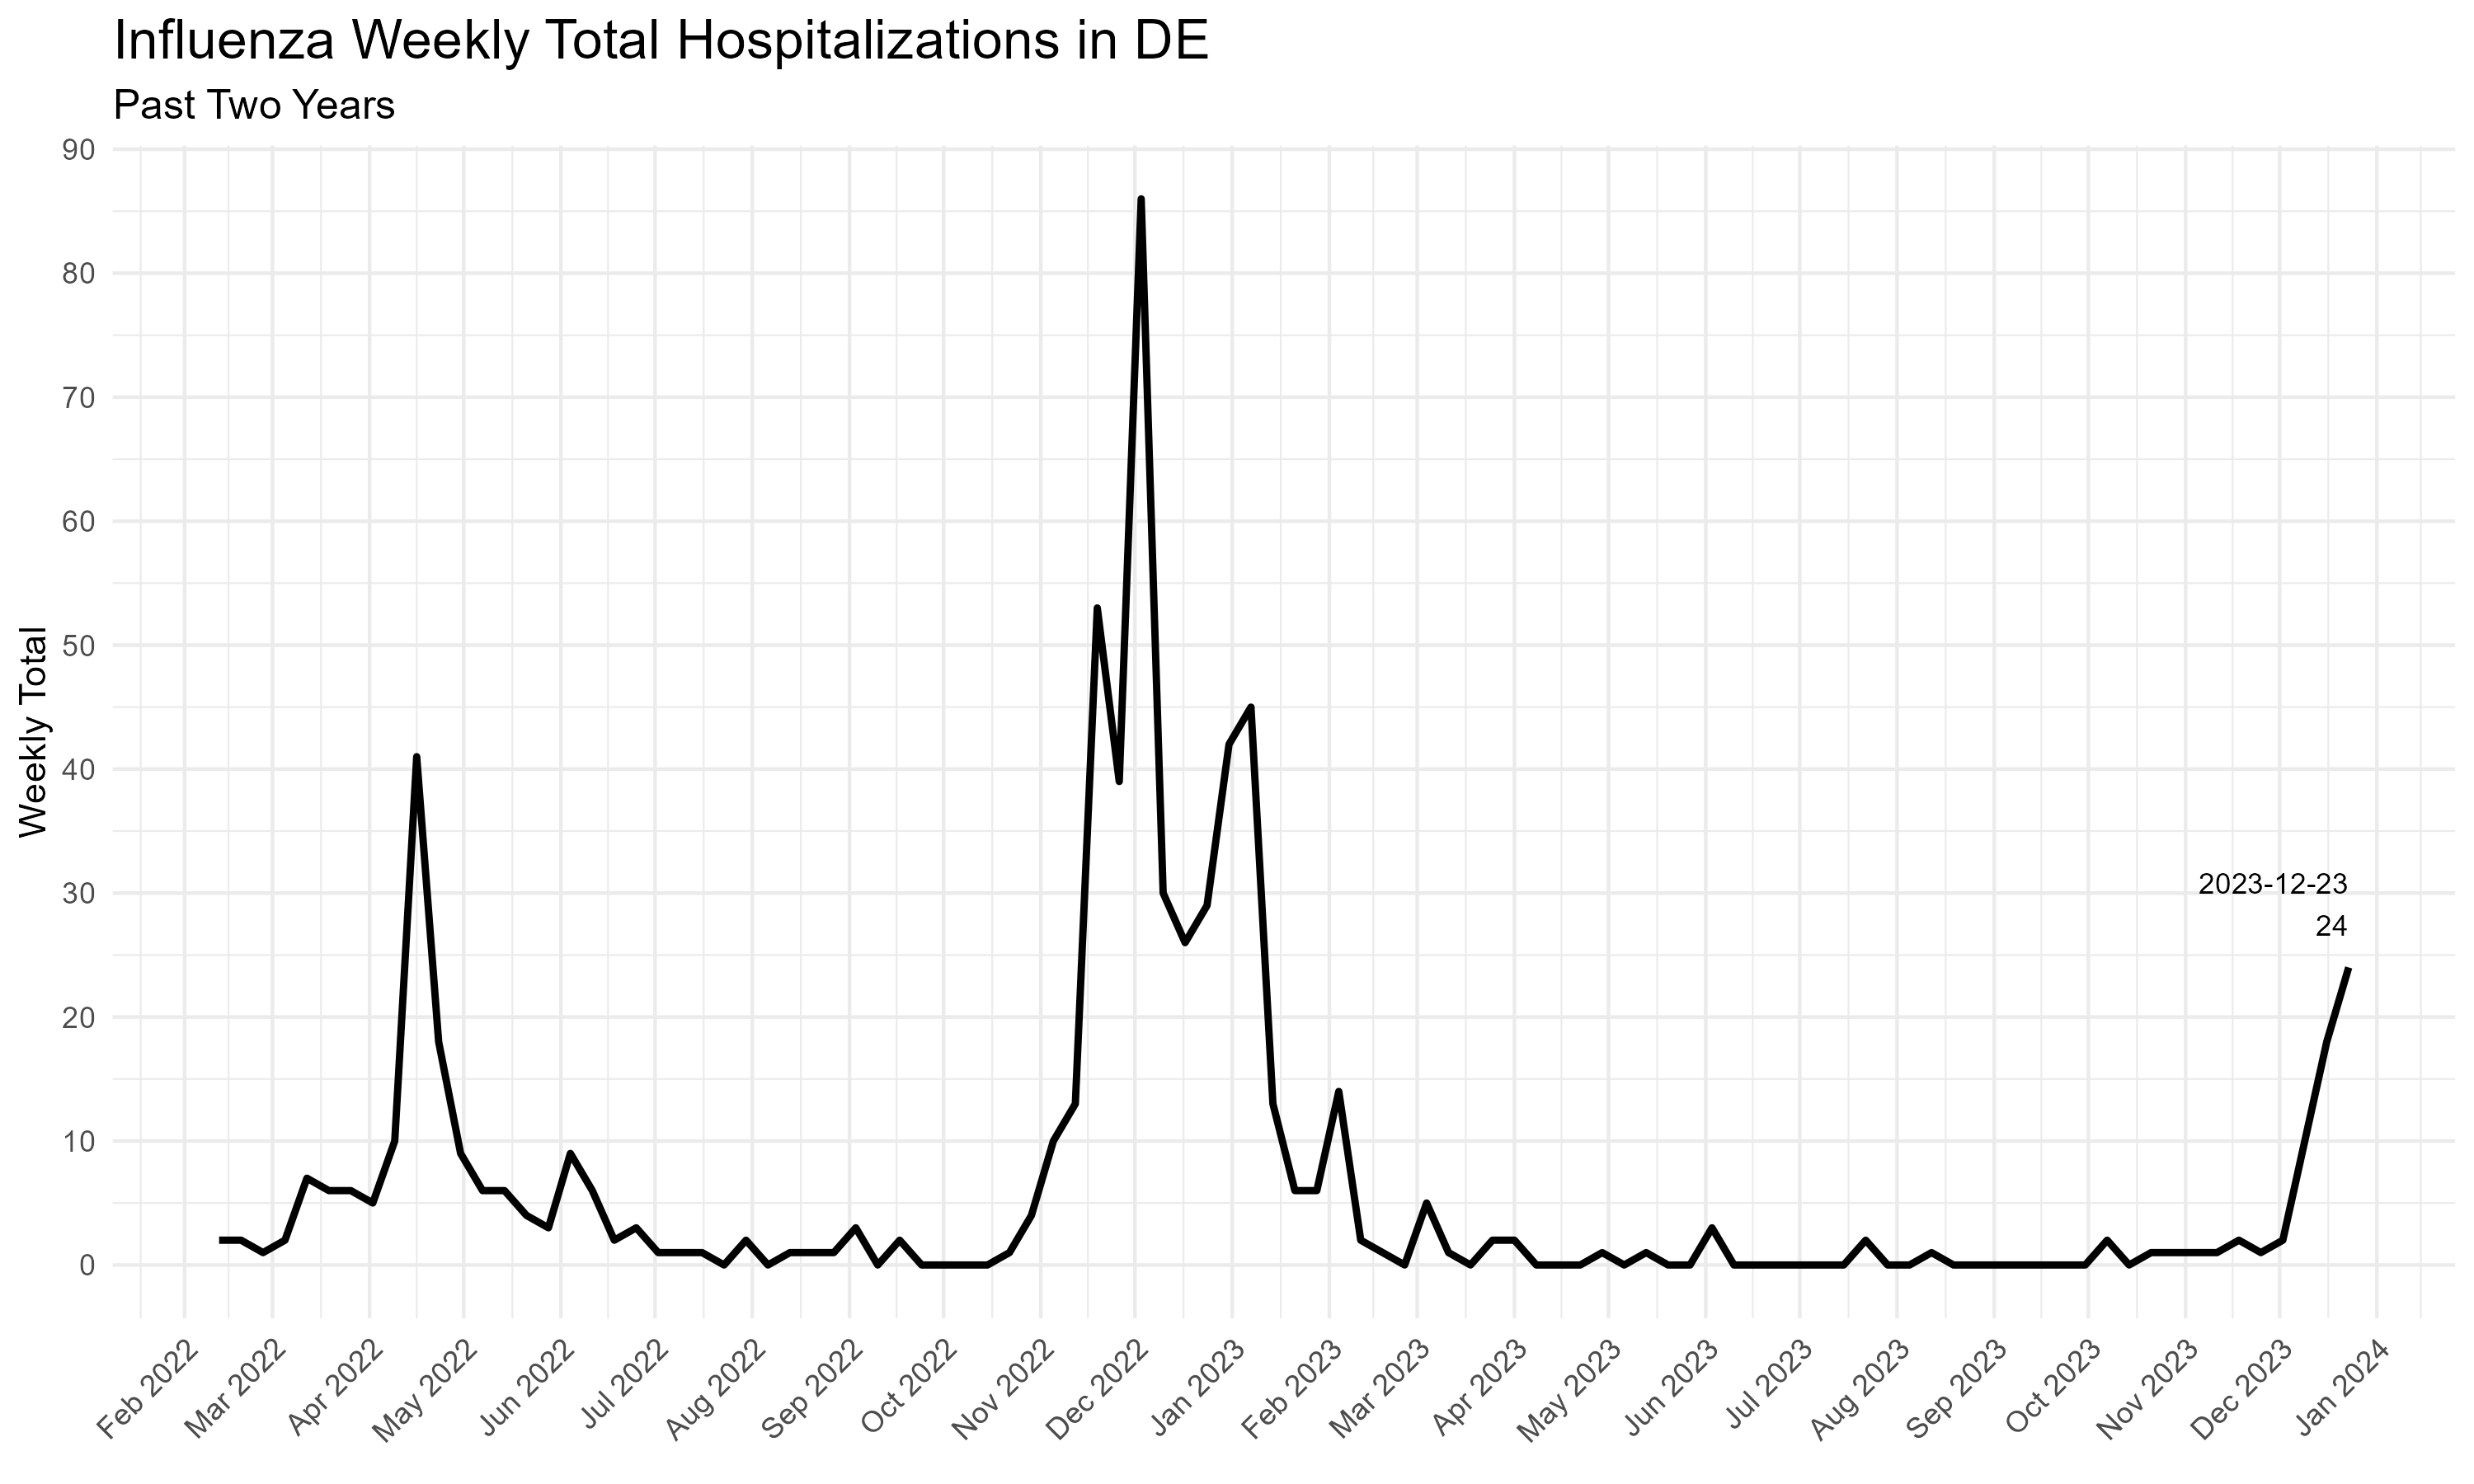 Influenza Weekly Total Hospitalizations in DE
Past Two Years
90
80
70
60
50
40
30
20
10
0
Weekly Total
2023-12-23
24
Feb 2022
Mar 2022
Apr 2022
May 2022
Jun 2022
Jul 2022
Aug 2022
Sep 2022
Oct 2022
Nov 2022
Dec 2022
Jan 2023
Feb 2023
Mar 2023
Apr 2023
May 2023
Jun 2023
Jul 2023
Aug 2023
Sep 2023
Oct 2023
Nov 2023
Dec 2023
Jan 2024